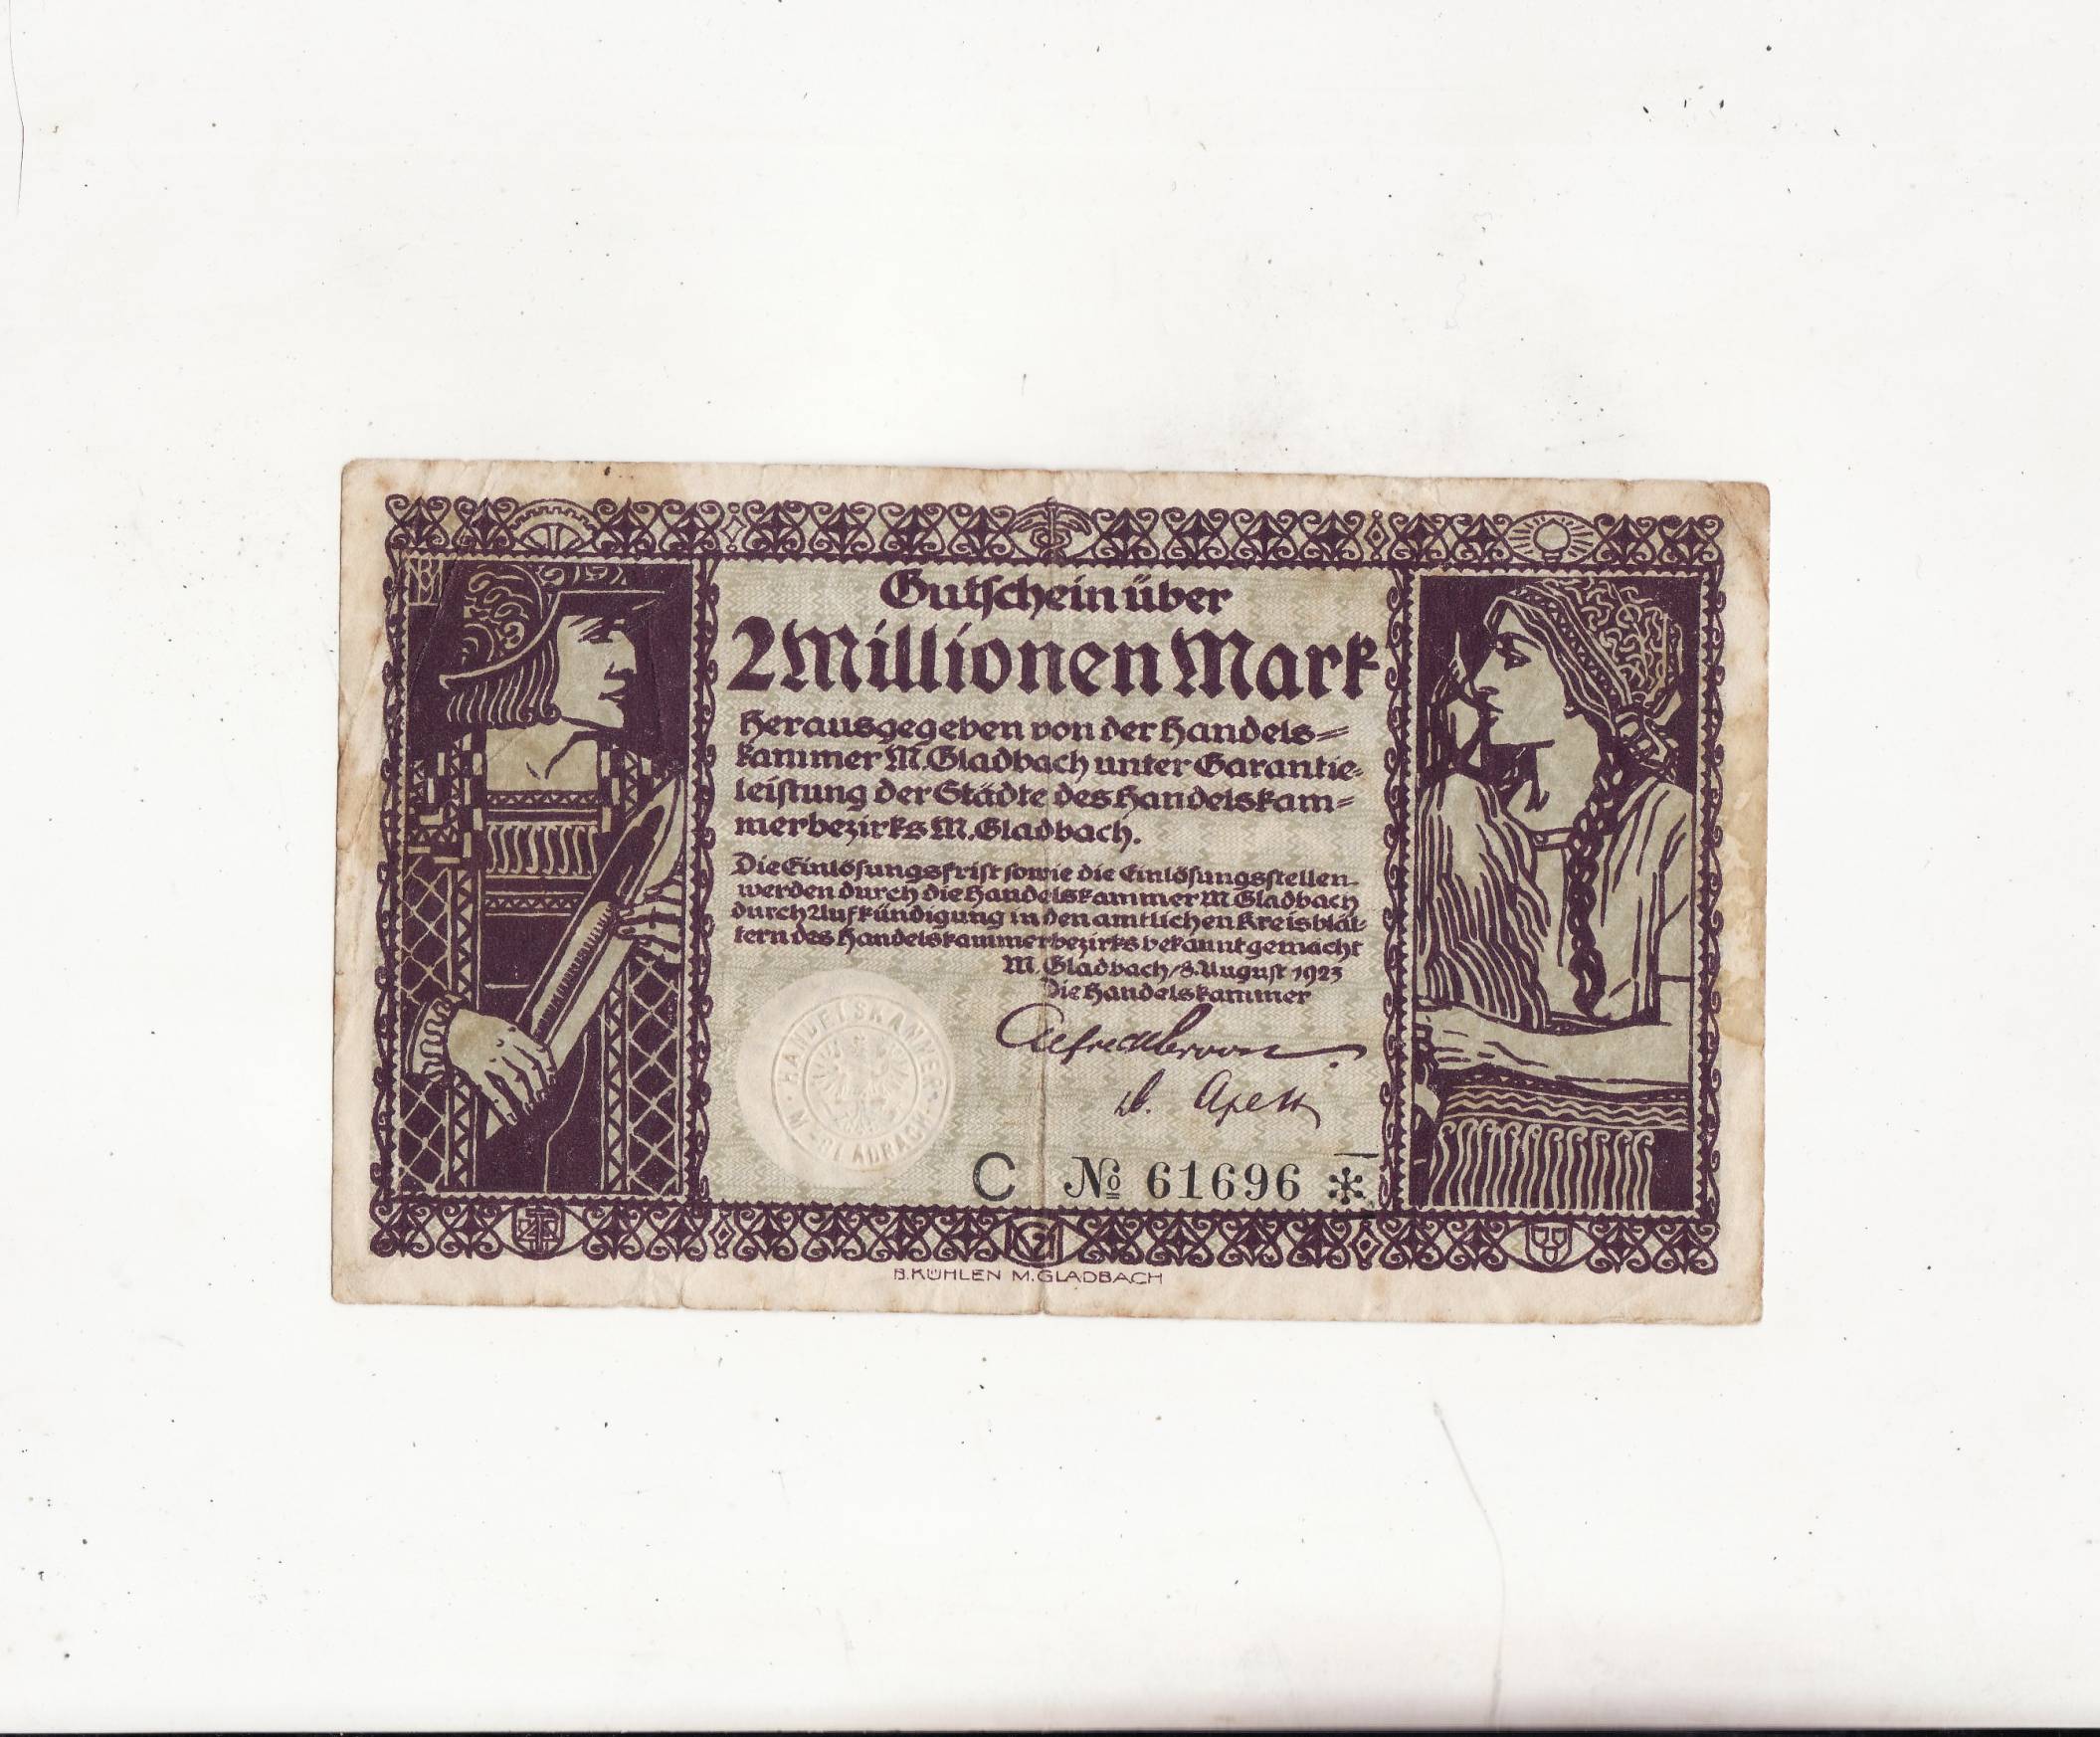 Gutschein über
2 Millionen Mark
Herausgegeben von der Handels=
kammer M. Gladbach unter Garantie=
leistung der Städte des Handelskam=
merbezirks M. Gladbach.
Die Einlösungsfrist sowie die Einlösungsstellen
werden durch die Handelskammer M. Gladbach
durch Aufkündigung in den amtlichen Kreisblät=
tern des Handelskammerbezirks bekannt gemacht
M. Gladbach / 8. August 1923
Die Handelskammer
HANDELSKAMMER
M-GLADBACH
C № 61696 *
B. KÜHLEN M. GLADBACH